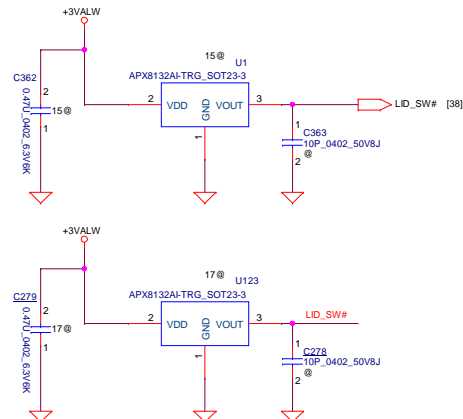 +3VALW
15@
U1
C362
APX8132AI-TRG_SOT23-3
0.47U_0402_6.3V6K
2
15@
1
2
VDD
GND
VOUT
3
1
LID_SW# [38]
1
C363
10P_0402_50V8J
@
2
+3VALW
17@
U123
C279
APX8132AI-TRG_SOT23-3
0.47U_0402_6.3V6K
2
17@
1
2
VDD
GND
VOUT
3
1
LID_SW#
1
C278
10P_0402_50V8J
@
2